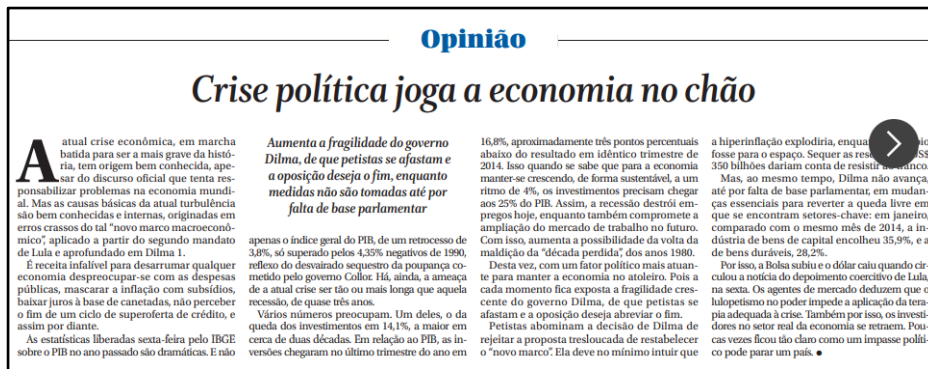 Opinião
Crise política joga a economia no chão
A atual crise econômica, em marcha
batida para ser a mais grave da histó-
ria, tem origem bem conhecida, ape-
sar do discurso oficial que tenta res-
ponsabilizar problemas na economia mundi-
al. Mas as causas básicas da atual turbulência
são bem conhecidas e internas, originadas em
erros crassos do tal “novo marco macroeconô-
mico”, aplicado a partir do segundo mandato
de Lula e aprofundado em Dilma 1.
É receita infalível para desarrumar qualquer
economia despreocupar-se com as despesas
públicas, mascarar a inflação com subsídios,
baixar juros à base de canetadas, não perceber
o fim de um ciclo de superoferta de crédito, e
assim por diante.
As estatísticas liberadas sexta-feira pelo IBGE
sobre o PIB no ano passado são dramáticas. E não
Aumenta a fragilidade do governo
Dilma, de que petistas se afastam e
a oposição deseja o fim, enquanto
medidas não são tomadas até por
falta de base parlamentar
apenas o índice geral do PIB, de um retrocesso de
3,8%, só superado pelos 4,35% negativos de 1990,
reflexo do desvairado sequestro da poupança co-
metido pelo governo Collor. Há, ainda, a ameaça
de a atual crise ser tão ou mais longa que aquela
recessão, de quase três anos.
Vários números preocupam. Um deles, o da
queda dos investimentos em 14,1%, a maior em
cerca de duas décadas. Em relação ao PIB, as in-
versões chegaram no último trimestre do ano em
16,8%, aproximadamente três pontos percentuais
abaixo do resultado em idêntico trimestre de
2014. Isso quando se sabe que para a economia
manter-se crescendo, de forma sustentável, a um
ritmo de 4%, os investimentos precisam chegar
aos 25% do PIB. Assim, a recessão destrói em-
pregos hoje, enquanto também compromete a
ampliação do mercado de trabalho no futuro.
Com isso, aumenta a possibilidade da volta da
maldição da “década perdida”, dos anos 1980.
Desta vez, com um fator político mais atuan-
te para manter a economia no atoleiro. Pois a
cada momento fica exposta a fragilidade cres-
cente do governo Dilma, de que petistas se
afastam e a oposição deseja abreviar o fim.
Petistas abominam a decisão de Dilma de
rejeitar a proposta tresloucada de restabelecer
o “novo marco”. Ela deve no mínimo intuir que
a hiperinflação explodiria,
fosse para o espaço. Sequer as
350 bilhões dariam conta de resistir
Mas, ao mesmo tempo, Dilma não avança,
até por falta de base parlamentar, em mudan-
ças essenciais para reverter a queda livre em
que se encontram setores-chave: em janeiro,
comparado com o mesmo mês de 2014, a in-
dústria de bens de capital encolheu 35,9%, e a
de bens duráveis, 28,2%.
Por isso, a Bolsa subiu e o dólar caiu quando cir-
culou a notícia do depoimento coercitivo de Lula,
na sexta. Os agentes de mercado deduzem que o
lulopetismo no poder impede a aplicação da tera-
pia adequada à crise. Também por isso, os investi-
dores no setor real da economia se retraem. Pou-
cas vezes ficou tão claro como um impasse políti-
co pode parar um país. ●